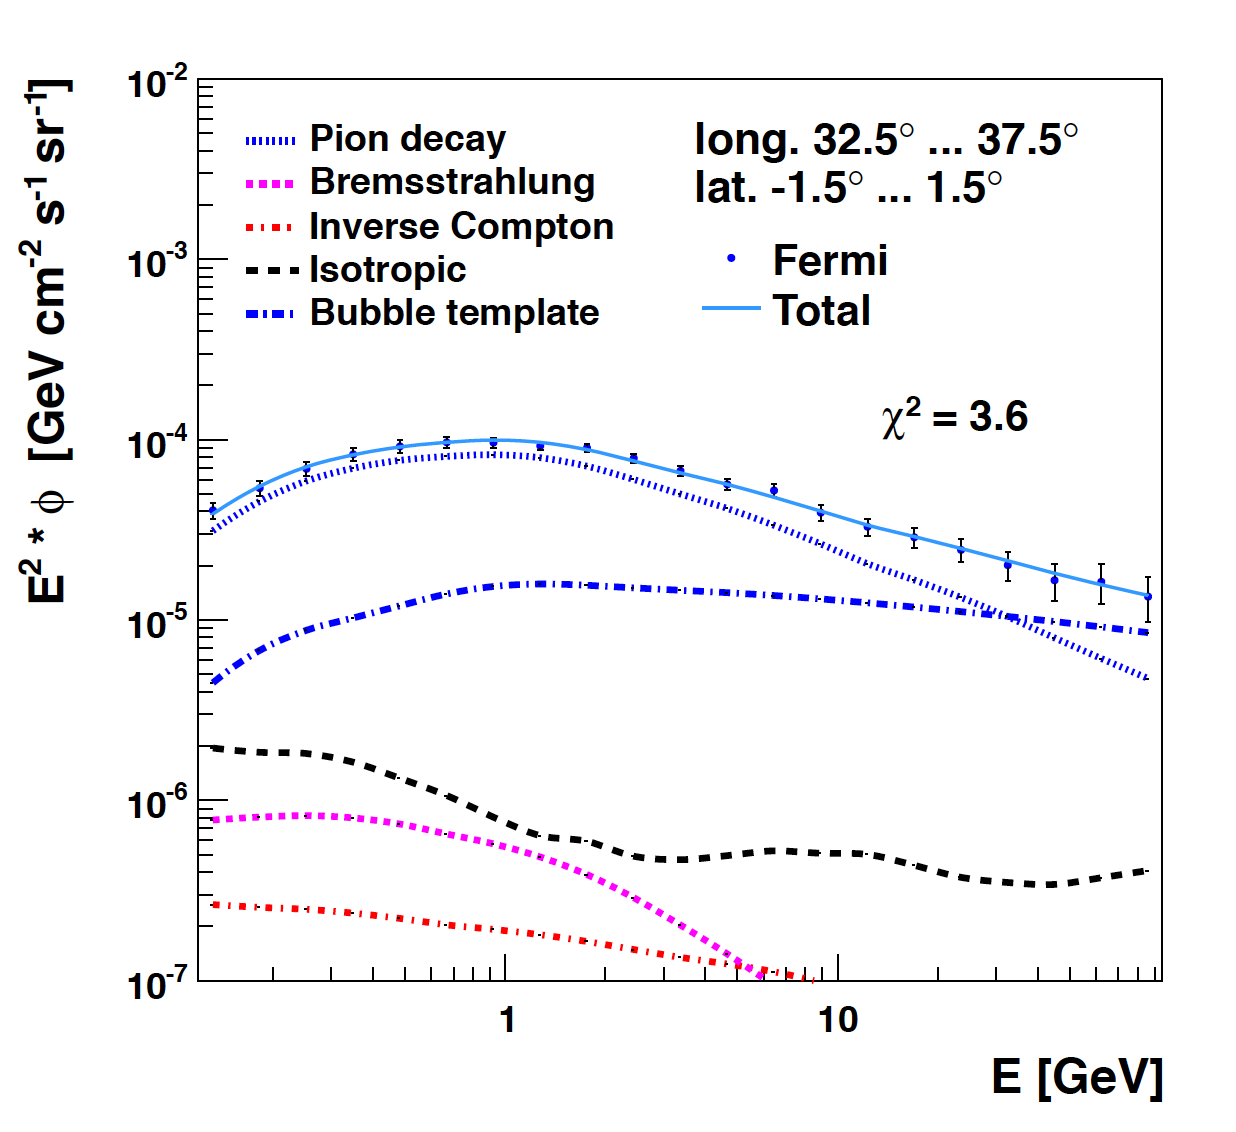 10⁻²
10⁻³
10⁻⁴
10⁻⁵
10⁻⁶
10⁻⁷
E² * ϕ [GeV cm⁻² s⁻¹ sr⁻¹]
Pion decay
Bremsstrahlung
Inverse Compton
Isotropic
Bubble template
long. 32.5° ... 37.5°
lat. -1.5° ... 1.5°
Fermi
Total
χ² = 3.6
1 10
E [GeV]